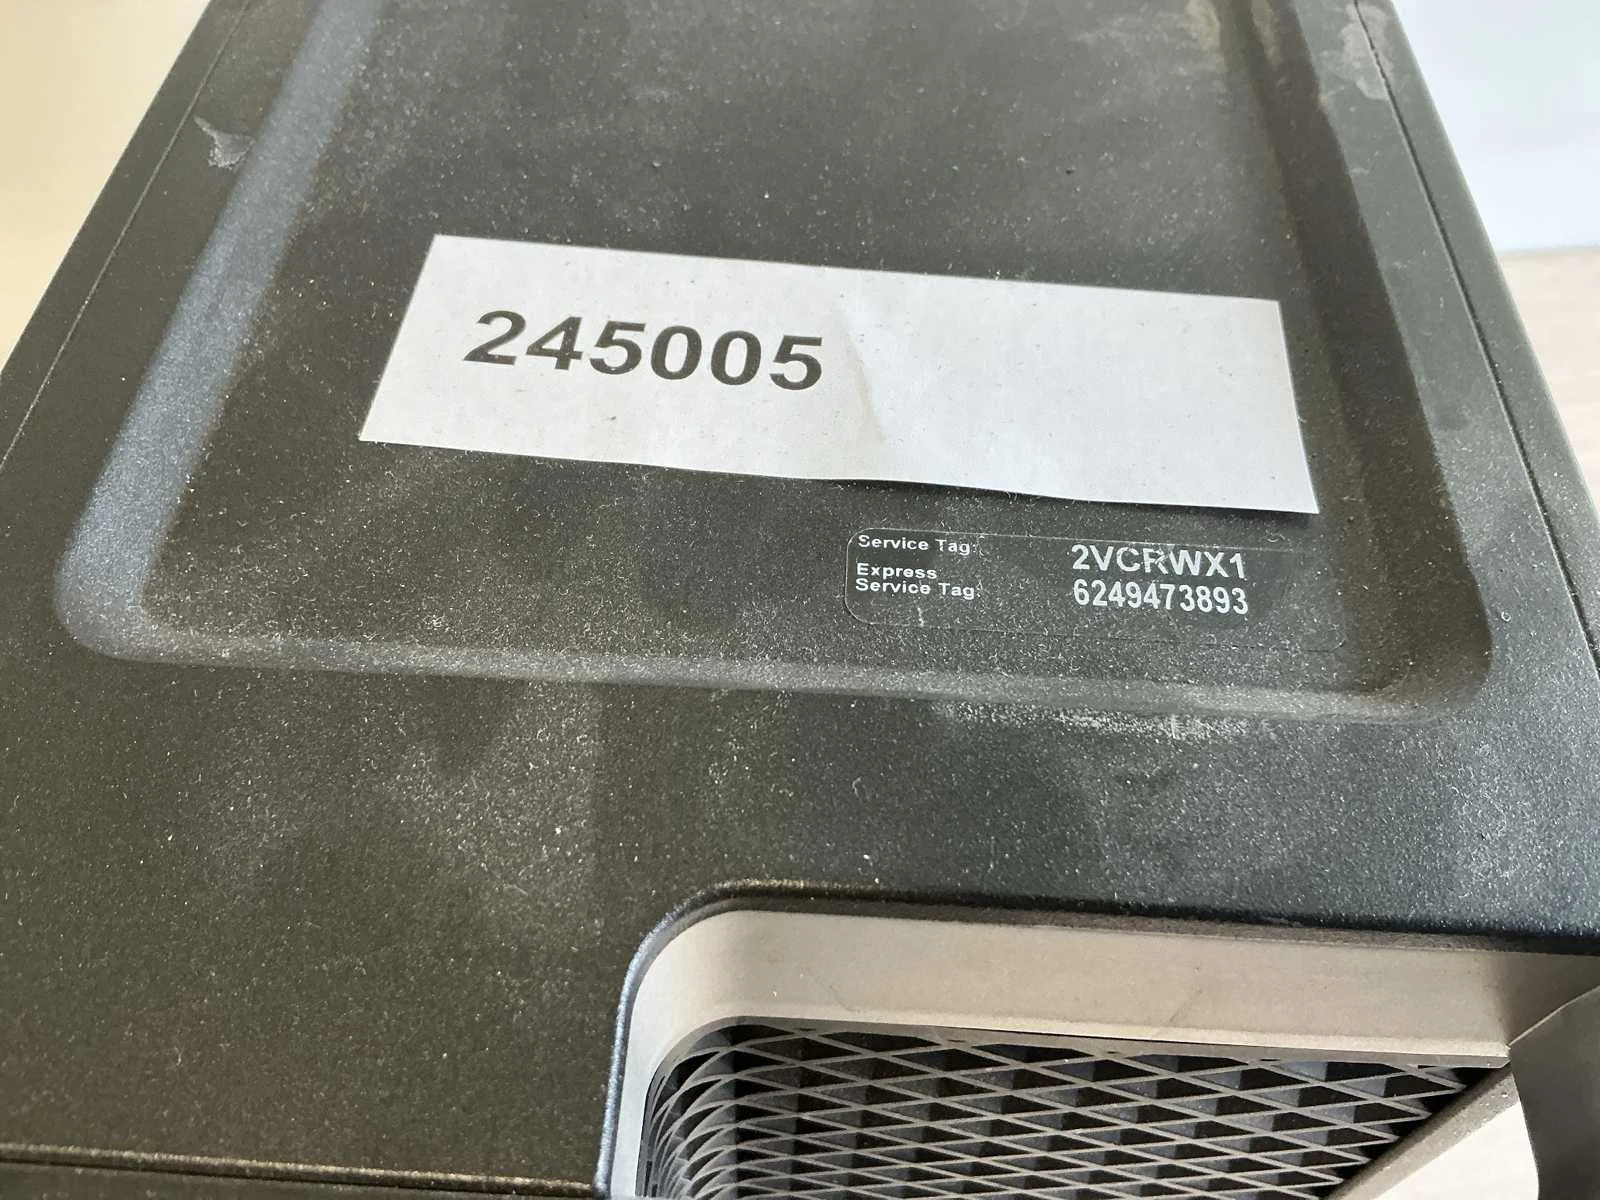 245005
Service Tag: 2VCRWX1
Express
Service Tag: 6249473893